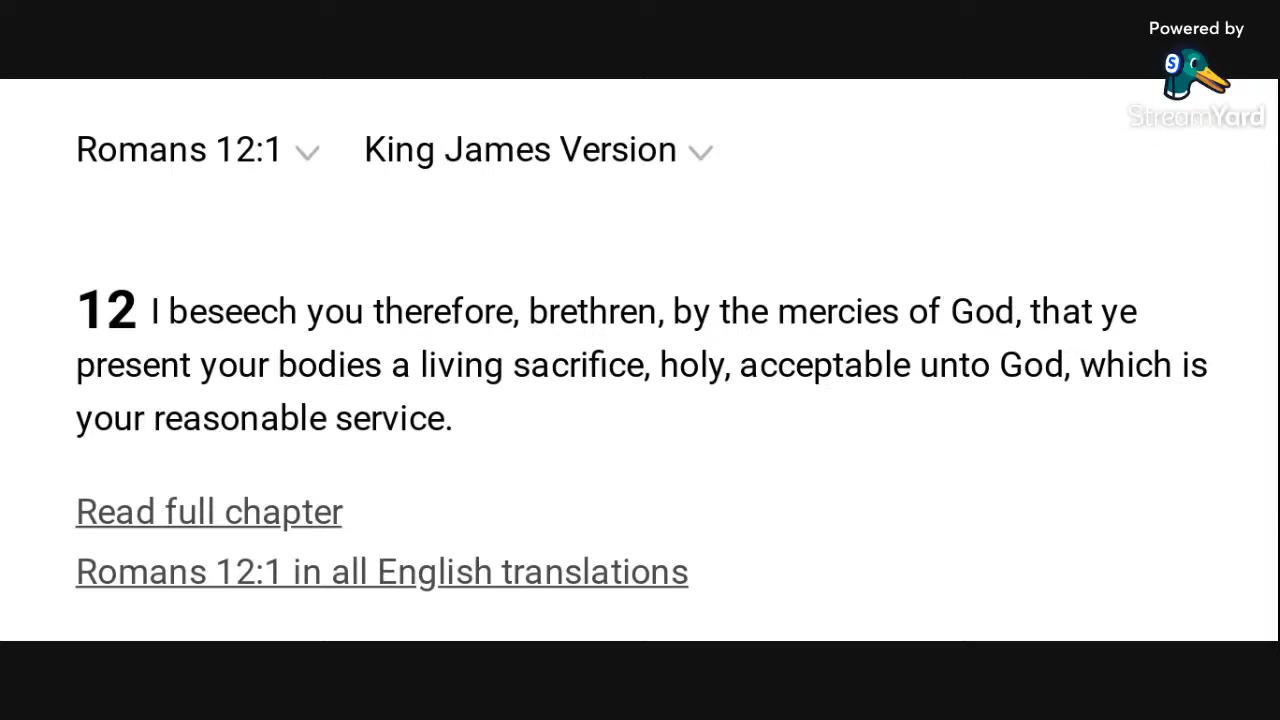 Powered by
S
StreamYard
Romans 12:1 King James Version
12 I beseech you therefore, brethren, by the mercies of God, that ye
present your bodies a living sacrifice, holy, acceptable unto God, which is
your reasonable service.
Read full chapter
Romans 12:1 in all English translations